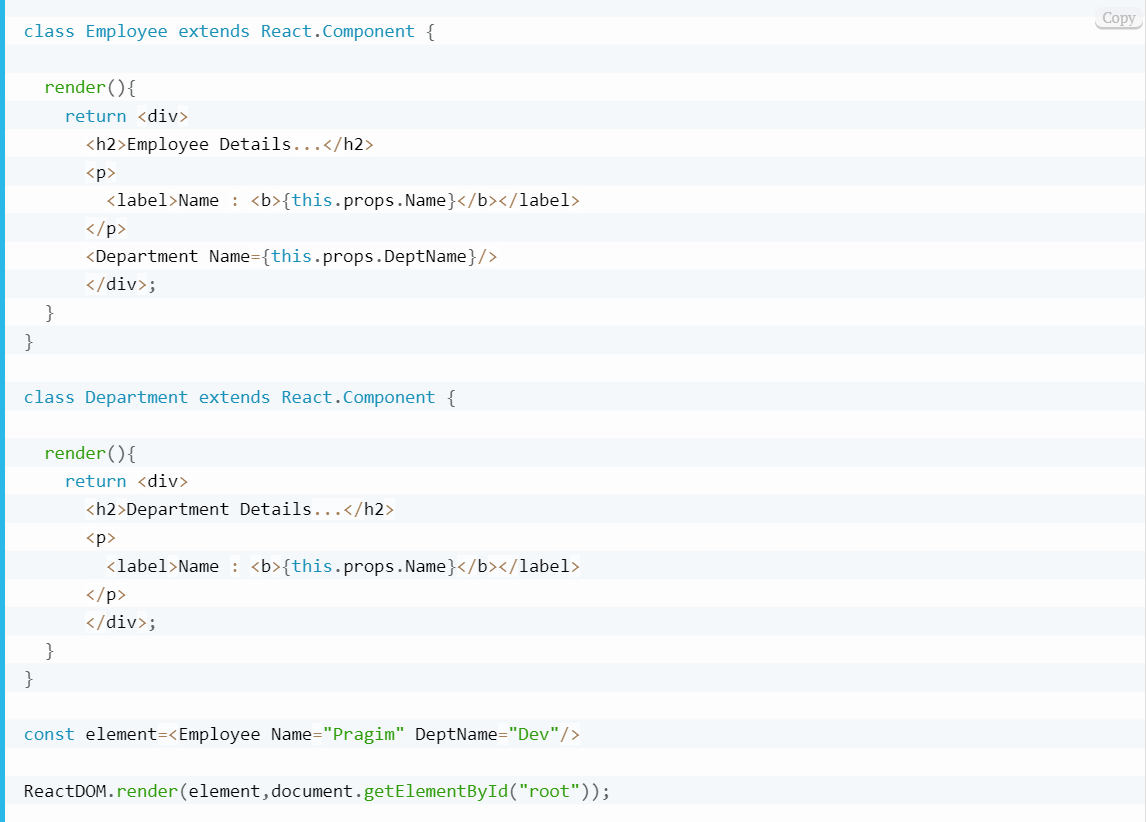 Copy
class Employee extends React.Component {
render(){
return <div>
<h2>Employee Details...</h2>
<p>
<label>Name : <b>{this.props.Name}</b></label>
</p>
<Department Name={this.props.DeptName}/>
</div>;
}
}
class Department extends React.Component {
render(){
return <div>
<h2>Department Details...</h2>
<p>
<label>Name : <b>{this.props.Name}</b></label>
</p>
</div>;
}
}
const element=<Employee Name="Pragim" DeptName="Dev"/>
ReactDOM.render(element,document.getElementById("root"));